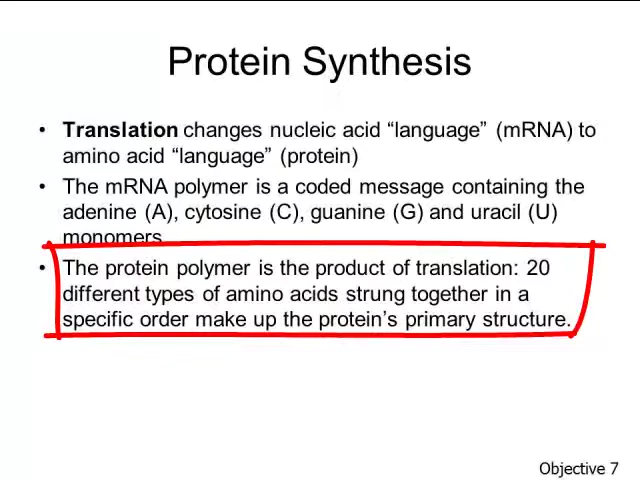 Protein Synthesis
• Translation changes nucleic acid “language” (mRNA) to
amino acid “language” (protein)
• The mRNA polymer is a coded message containing the
adenine (A), cytosine (C), guanine (G) and uracil (U)
monomers
• The protein polymer is the product of translation: 20
different types of amino acids strung together in a
specific order make up the protein’s primary structure.
Objective 7